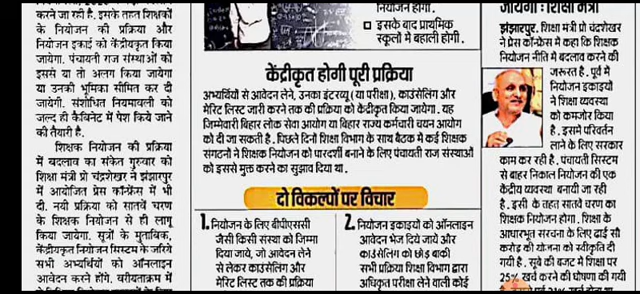 करने जा रही है. इसके तहत शिक्षकों
के नियोजन की प्रक्रिया और
नियोजन इकाई को केंद्रीयकृत किया
जायेगा. पंचायती राज संस्थाओं को
इससे या तो अलग किया जायेगा
या उनकी भूमिका सीमित कर दी
जायेगी. संशोधित नियमावली को
जल्द ही कैबिनेट में पेश किये जाने
की तैयारी है.
शिक्षक नियोजन की प्रक्रिया
में बदलाव का संकेत गुरुवार को
शिक्षा मंत्री प्रो चंद्रशेखर ने झंझारपुर
में आयोजित प्रेस कॉन्फ्रेंस में भी
दी. नयी प्रक्रिया को सातवें चरण
के शिक्षक नियोजन से ही लागू
किया जायेगा. सूत्रों के मुताबिक,
केंद्रीयकृत नियोजन सिस्टम के जरिये
सभी अभ्यर्थियों को ऑनलाइन
आवेदन करने होंगे. वरीयताक्रम में
नियोजन होगा.
इसके बाद प्राथमिक
स्कूलों में बहाली होगी.
केंद्रीकृत होगी पूरी प्रक्रिया
अभ्यर्थियों से आवेदन लेने, उनका इंटरव्यू (या परीक्षा), काउंसेलिंग और
मेरिट लिस्ट जारी करने तक की प्रक्रिया को केंद्रीकृत किया जायेगा. यह
जिम्मेवारी बिहार लोक सेवा आयोग या बिहार राज्य कर्मचारी चयन आयोग
को दी जा सकती है. पिछले दिनों शिक्षा विभाग के साथ बैठक में कई शिक्षक
संगठनों ने शिक्षक नियोजन को पारदर्शी बनाने के लिए पंचायती राज संस्थाओं
को इससे मुक्त करने का सुझाव दिया था.
दो विकल्पों पर विचार
1. नियोजन के लिए बीपीएससी
जैसी किसी संस्था को जिम्मा
दिया जाये, जो आवेदन लेने
से लेकर काउंसेलिंग और
मेरिट लिस्ट तक की प्रक्रिया
2. नियोजन इकाइयों को ऑनलाइन
आवेदन भेज दिये जायें और
काउंसेलिंग को छोड़ बाकी
सभी प्रक्रिया शिक्षा विभाग द्वारा
अधिकृत परीक्षा लेने वाली कोई
जायेगा : शिक्षा मंत्री
झंझारपुर. शिक्षा मंत्री प्रो चंद्रशेखर
ने प्रेस कॉन्फ्रेंस में कहा कि शिक्षक
नियोजन नीति में बदलाव करने की
जरूरत है. पूर्व में
नियोजन इकाइयों
ने शिक्षा व्यवस्था
को कमजोर किया
है. इसमें परिवर्तन
लाने के लिए सरकार
काम कर रही है. पंचायती सिस्टम
से बाहर निकाल नियोजन की एक
केंद्रीय व्यवस्था बनायी जा रही
है. इसी के तहत सातवें चरण का
शिक्षक नियोजन होगा. शिक्षा के
आधारभूत संरचना के लिए ढाई सौ
करोड़ की योजना को स्वीकृति दी
गयी है. सूबे की बजट में शिक्षा पर
25% खर्च करने की घोषणा की गयी